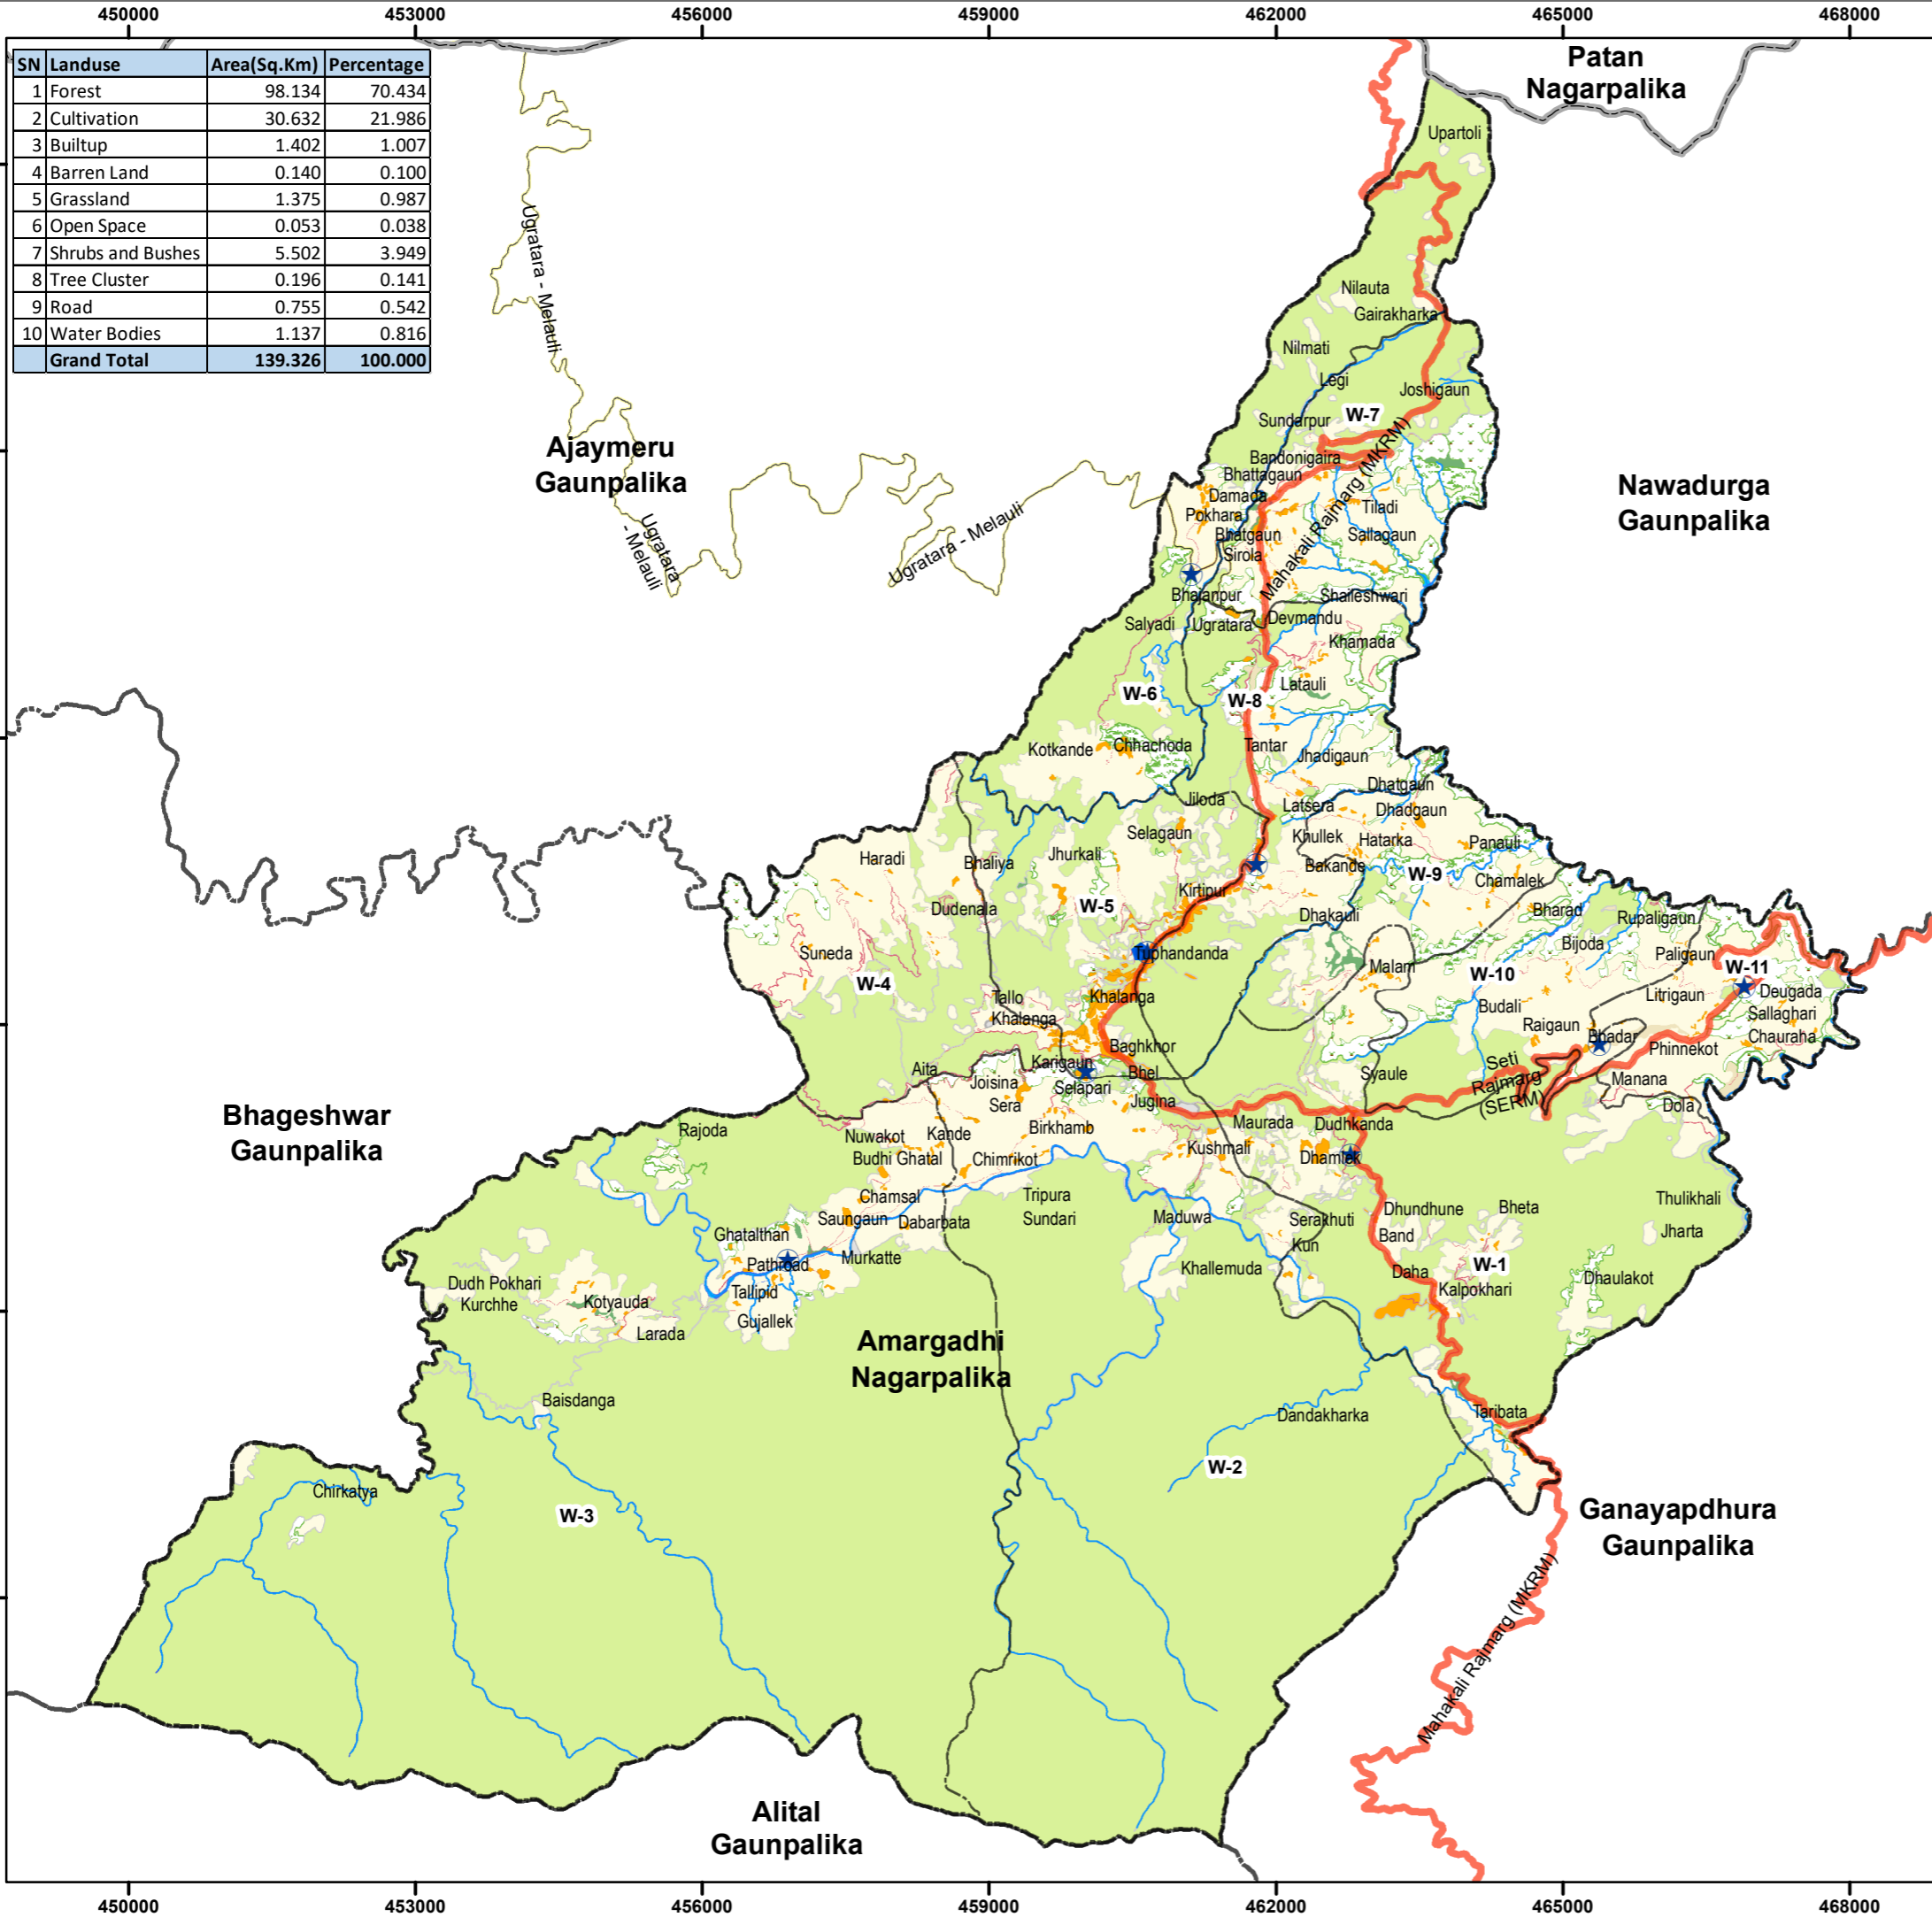 450000 453000 456000 459000 462000 465000 468000
SN Landuse Area(Sq.Km) Percentage
1 Forest 98.134 70.434
2 Cultivation 30.632 21.986
3 Builtup 1.402 1.007
4 Barren Land 0.140 0.100
5 Grassland 1.375 0.987
6 Open Space 0.053 0.038
7 Shrubs and Bushes 5.502 3.949
8 Tree Cluster 0.196 0.141
9 Road 0.755 0.542
10 Water Bodies 1.137 0.816
Grand Total 139.326 100.000
Patan
Nagarpalika
Upartoli
Ugratara - Melauli
Nilauta
Gairakharka
Nilmati
Legi
Joshigaun
Sundarpur
W-7
Ajaymeru
Gaunpalika
Bandonigaira
Bhattagaun
Mahakali Rajmarg (MKRM)
Nawadurga
Gaunpalika
Damada
Pokhara
Tiladi
Bhatgaun
Sallagaun
Sirola
Ugratara
- Melauli
Ugratara - Melauli
Bhajanpur
Shaileshwari
Salyadi
Ugratara
Devmandu
Khamada
Latauli
W-6
W-8
Kotkande
Chhachoda
Tantar
Jhadigaun
Dhatgaun
Jiloda
Latsera
Dhadgaun
Selagaun
Khullek
Hatarka
Panauli
Haradi
Bhaliya
Jhurkali
Bakande
W-9
Chamalek
Kirtipur
Dudenala
W-5
Dhakauli
Bharad
Rupaligaun
Suneda
Tuphandanda
Bijoda
Paligaun
Malam
W-10
W-11
W-4
Tallo
Khalanga
Khalanga
Budali
Litrigaun
Deugada
Sallaghari
Chauraha
Raigaun
Bhadar
Baghkhor
Phinnekot
Karigaun
Aita
Joisina
Selapari
Bhel
Syaule
Seti
Rajmarg
(SERM)
Manana
Sera
Jugina
Dola
Bhageshwar
Gaunpalika
Rajoda
Nuwakot
Kande
Birkhamb
Maurada
Dudhkanda
Budhi Ghatal
Chimrikot
Kushmali
Dhamlek
Chamsal
Tripura
Sundari
Thulikhali
Saungaun
Dabarpata
Maduwa
Serakhuti
Dhundhune
Bheta
Ghatalthan
Kun
Band
Jharta
Pathroad
Murkatte
Khallemuda
Daha
W-1
Dudh Pokhari
Kurchhe
Kotyauda
Tallipid
Kalpokhari
Dhaulakot
Gujallek
Larada
Amargadhi
Nagarpalika
Baisdanga
Dandakharka
Taribata
W-2
Chirkatya
W-3
Ganayapdhura
Gaunpalika
Mahakali Rajmarg (MKRM)
Alital
Gaunpalika
450000 453000 456000 459000 462000 465000 468000